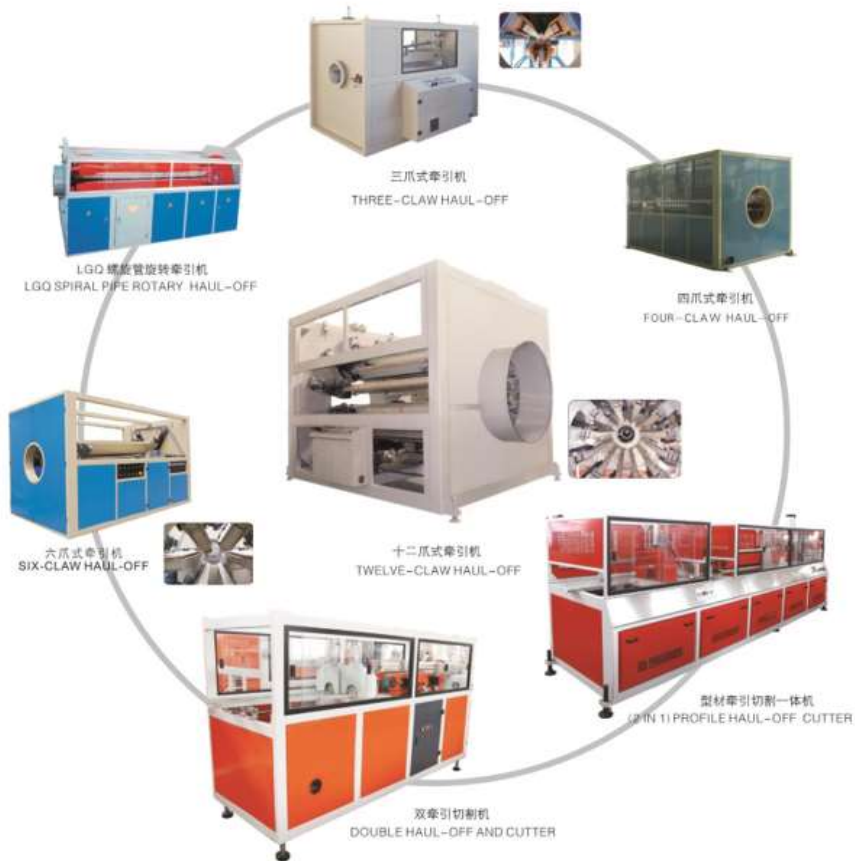 三爪式牵引机
THREE-CLAW HAUL-OFF
LGQ 螺旋管旋转牵引机
LGQ SPIRAL PIPE ROTARY HAUL-OFF
四爪式牵引机
FOUR-CLAW HAUL-OFF
六爪式牵引机
SIX-CLAW HAUL-OFF
十二爪式牵引机
TWELVE-CLAW HAUL-OFF
型材牵引切割一体机
(2 IN 1) PROFILE HAUL-OFF CUTTER
双牵引切割机
DOUBLE HAUL-OFF AND CUTTER